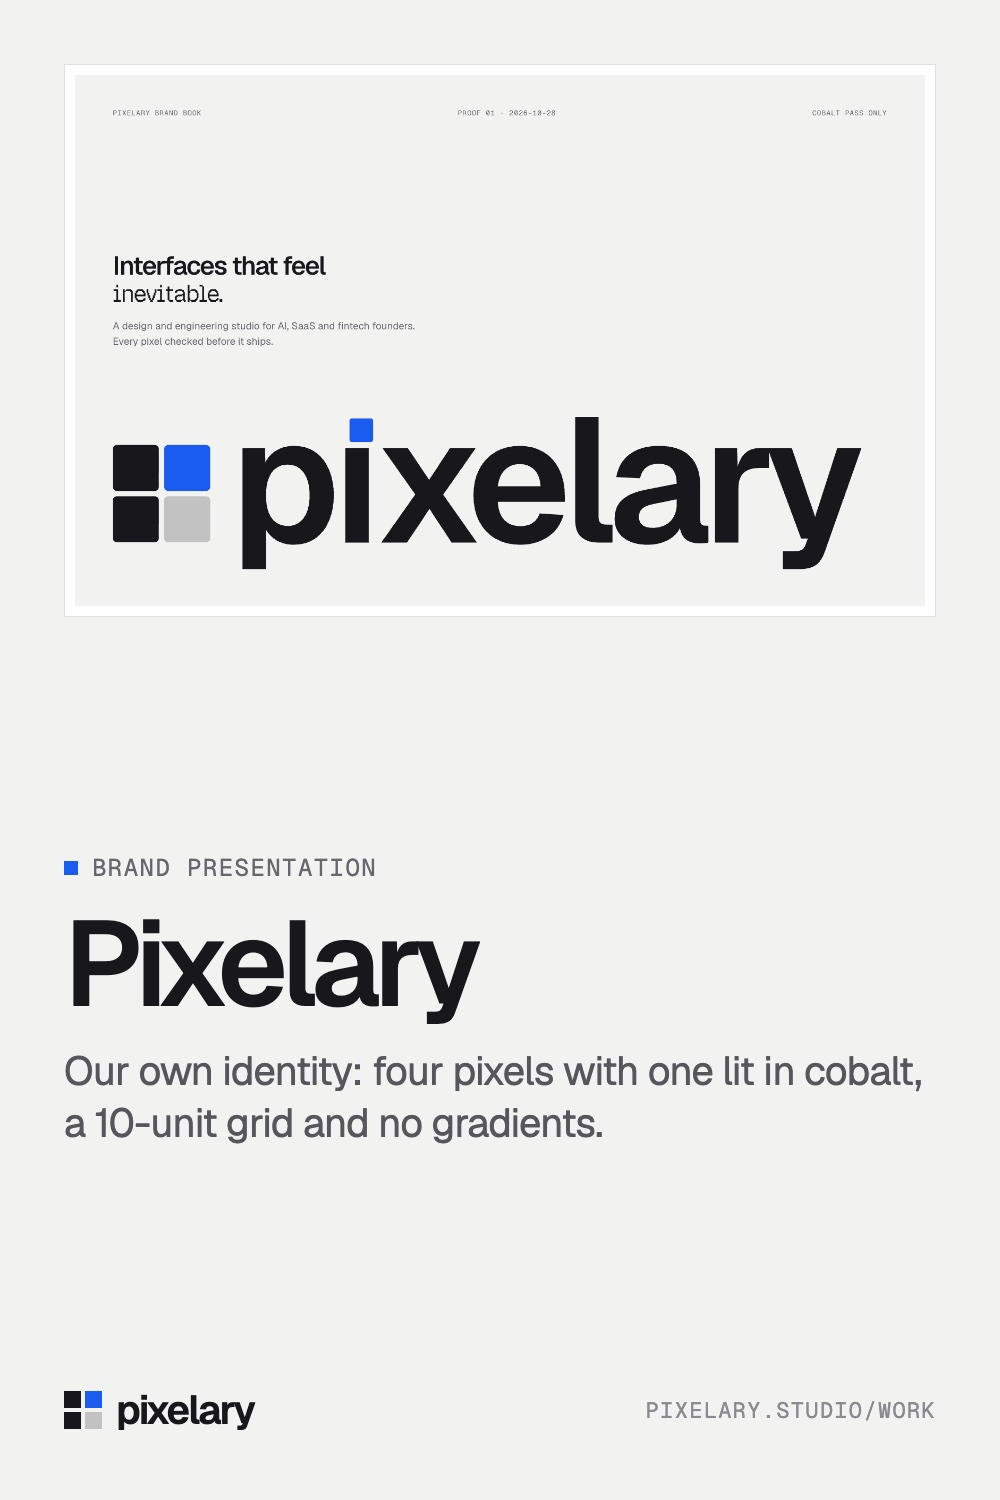 PIXELARY BRAND BOOK
PROOF 01 - 2026-10-28
COBALT PASS ONLY
Interfaces that feel
inevitable.
A design and engineering studio for AI, SaaS and fintech founders.
Every pixel checked before it ships.
pixelary
BRAND PRESENTATION
Pixelary
Our own identity: four pixels with one lit in cobalt,
a 10-unit grid and no gradients.
pixelary
PIXELARY.STUDIO/WORK